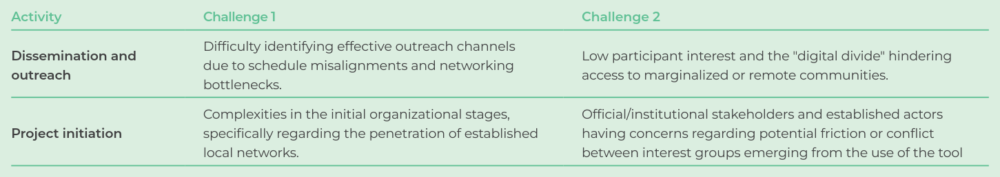 Activity
Challenge 1
Challenge 2
Dissemination and
outreach
Difficulty identifying effective outreach channels
due to schedule misalignments and networking
bottlenecks.
Low participant interest and the "digital divide" hindering
access to marginalized or remote communities.
Project initiation
Complexities in the initial organizational stages,
specifically regarding the penetration of established
local networks.
Official/institutional stakeholders and established actors
having concerns regarding potential friction or conflict
between interest groups emerging from the use of the tool